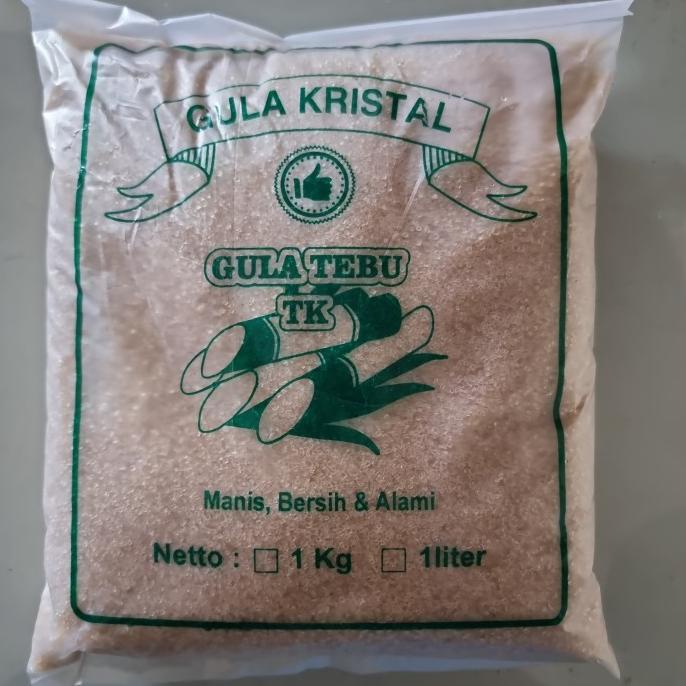 GULA KRISTAL
GULA TEBU
TK
Manis, Bersih & Alami
Netto : 1 Kg 1liter